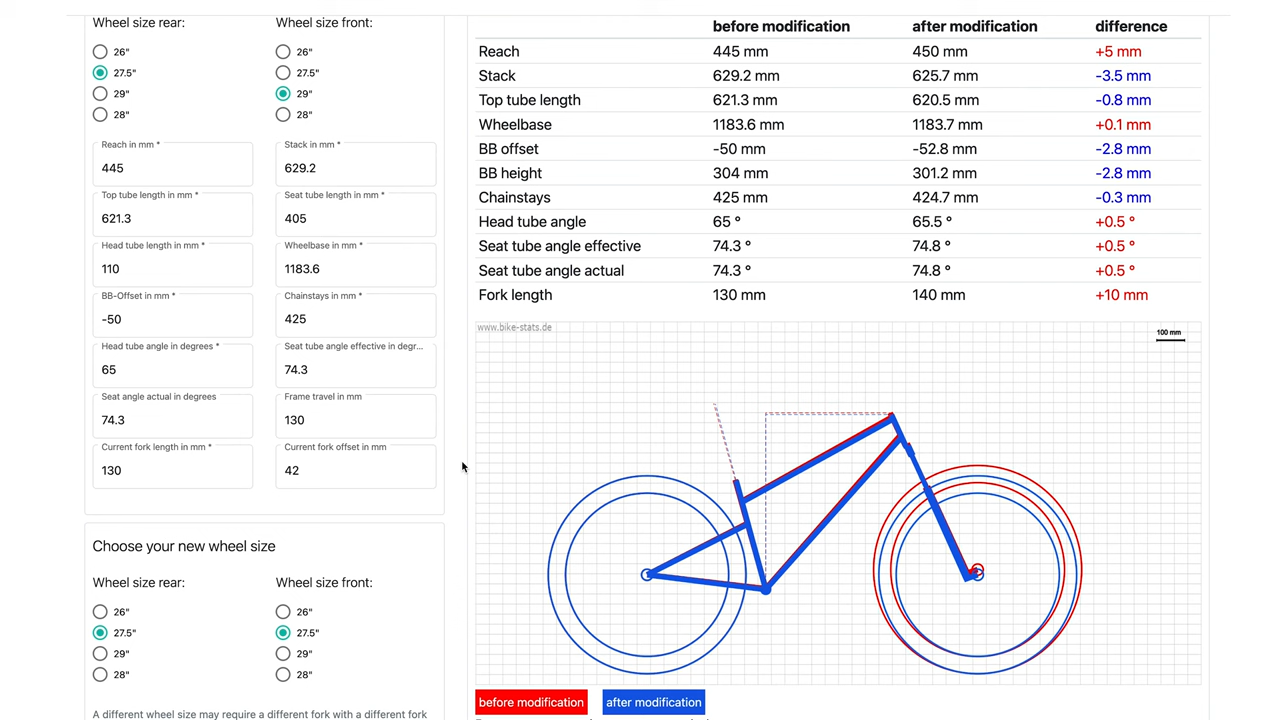 Wheel size rear: Wheel size front:
26" 26"
27.5" 27.5"
29" 29"
28" 28"
Reach in mm * Stack in mm *
445 629.2
Top tube length in mm * Seat tube length in mm *
621.3 405
Head tube length in mm * Wheelbase in mm *
110 1183.6
BB-Offset in mm * Chainstays in mm *
-50 425
Head tube angle in degrees * Seat tube angle effective in degr...
65 74.3
Seat angle actual in degrees Frame travel in mm
74.3 130
Current fork length in mm * Current fork offset in mm
130 42
Choose your new wheel size
Wheel size rear: Wheel size front:
26" 26"
27.5" 27.5"
29" 29"
28" 28"
A different wheel size may require a different fork with a different fork
before modification after modification difference
Reach 445 mm 450 mm +5 mm
Stack 629.2 mm 625.7 mm -3.5 mm
Top tube length 621.3 mm 620.5 mm -0.8 mm
Wheelbase 1183.6 mm 1183.7 mm +0.1 mm
BB offset -50 mm -52.8 mm -2.8 mm
BB height 304 mm 301.2 mm -2.8 mm
Chainstays 425 mm 424.7 mm -0.3 mm
Head tube angle 65 º 65.5 º +0.5 º
Seat tube angle effective 74.3 º 74.8 º +0.5 º
Seat tube angle actual 74.3 º 74.8 º +0.5 º
Fork length 130 mm 140 mm +10 mm
www.bike-stats.de
100 mm
before modification after modification